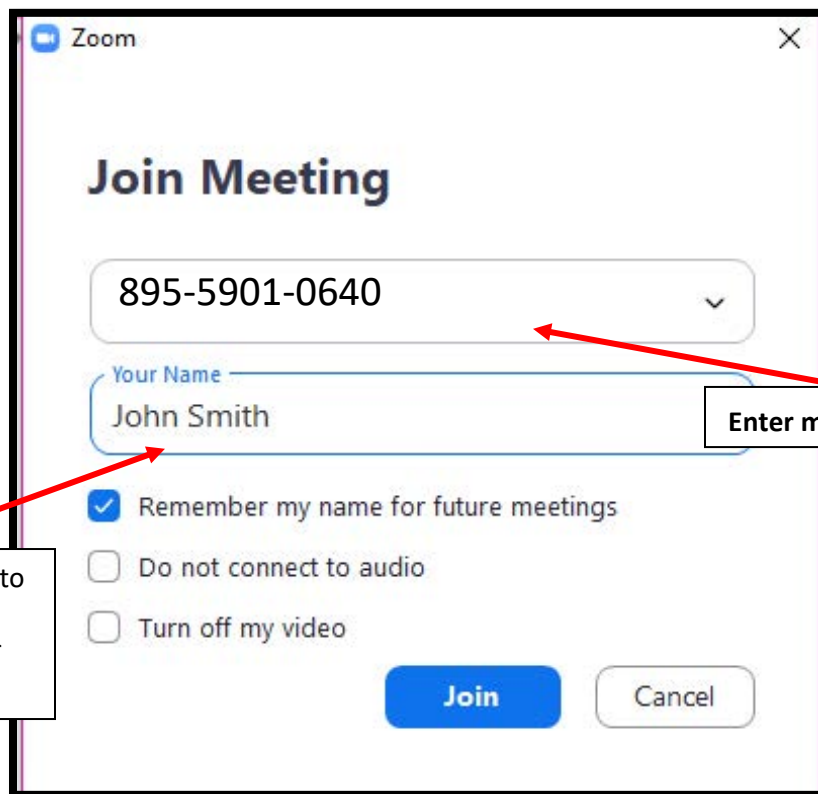 Zoom
Join Meeting
895-5901-0640
Your Name
John Smith
Enter
Remember my name for future meetings
to
Do not connect to audio
Turn off my video
Join
Cancel